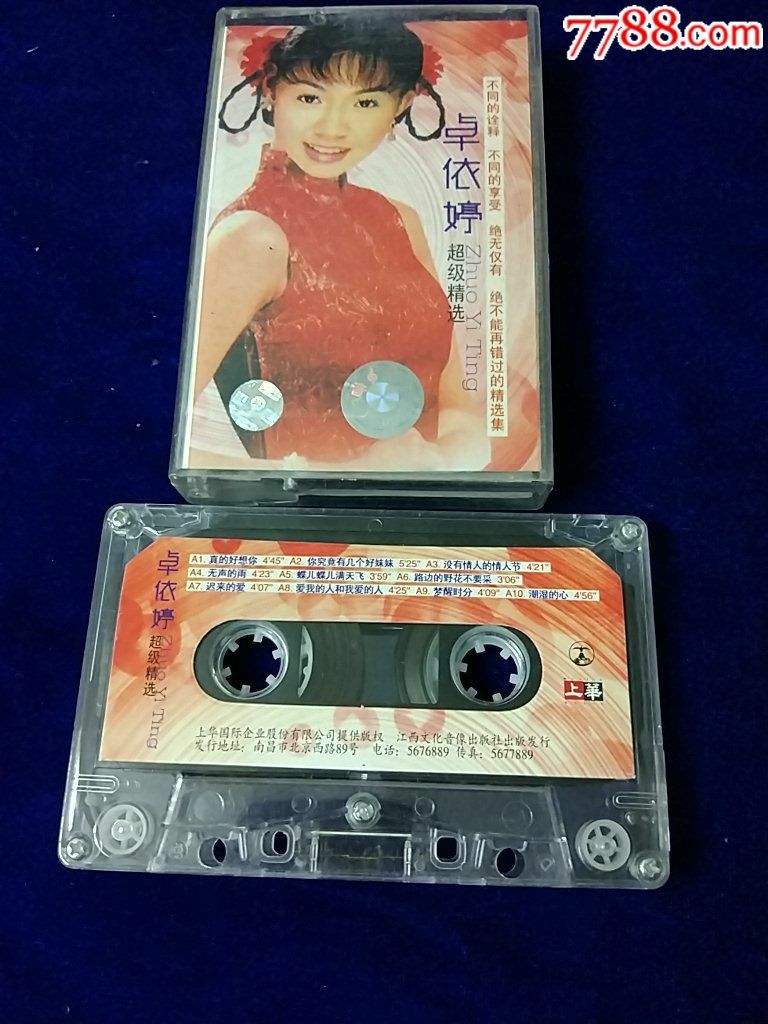 7788.com
不同的诠释 不同的享受 绝无仅有 绝不能再错过的精选集
卓依婷
Zhuo Yi Ting
超级精选
A1. 真的好想你 4'45" A2. 你究竟有几个好妹妹 5'25" A3. 没有情人的情人节 4'21"
A4. 无声的雨 4'23" A5. 蝶儿蝶儿满天飞 3'59" A6. 路边的野花不要采 3'06"
A7. 迟来的爱 4'07" A8. 爱我的人和我爱的人 4'25" A9. 梦醒时分 4'09" A10. 潮湿的心 4'56"
卓依婷
超级精选
Zhuo Yi Ting
上華
上华国际企业股份有限公司提供版权 江西文化音像出版社出版发行
发行地址：南昌市北京西路89号 电话：5676889 传真：5677889